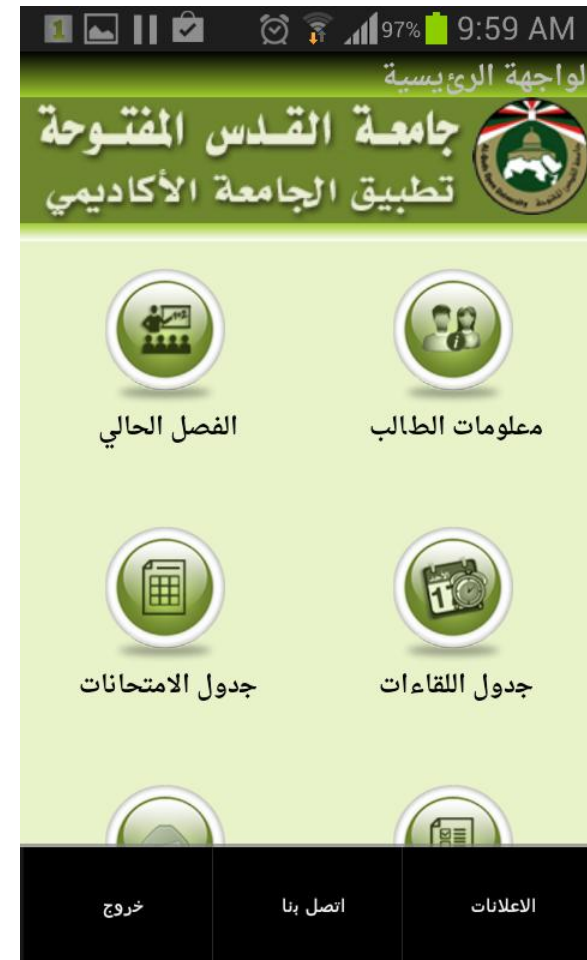 97% 9:59 AM
لواجهة الرئيسية
جامعة القدس المفتوحة
تطبيق الجامعة الأكاديمي
معلومات الطالب
الفصل الحالي
جدول اللقاءات
جدول الامتحانات
الاعلانات
اتصل بنا
خروج